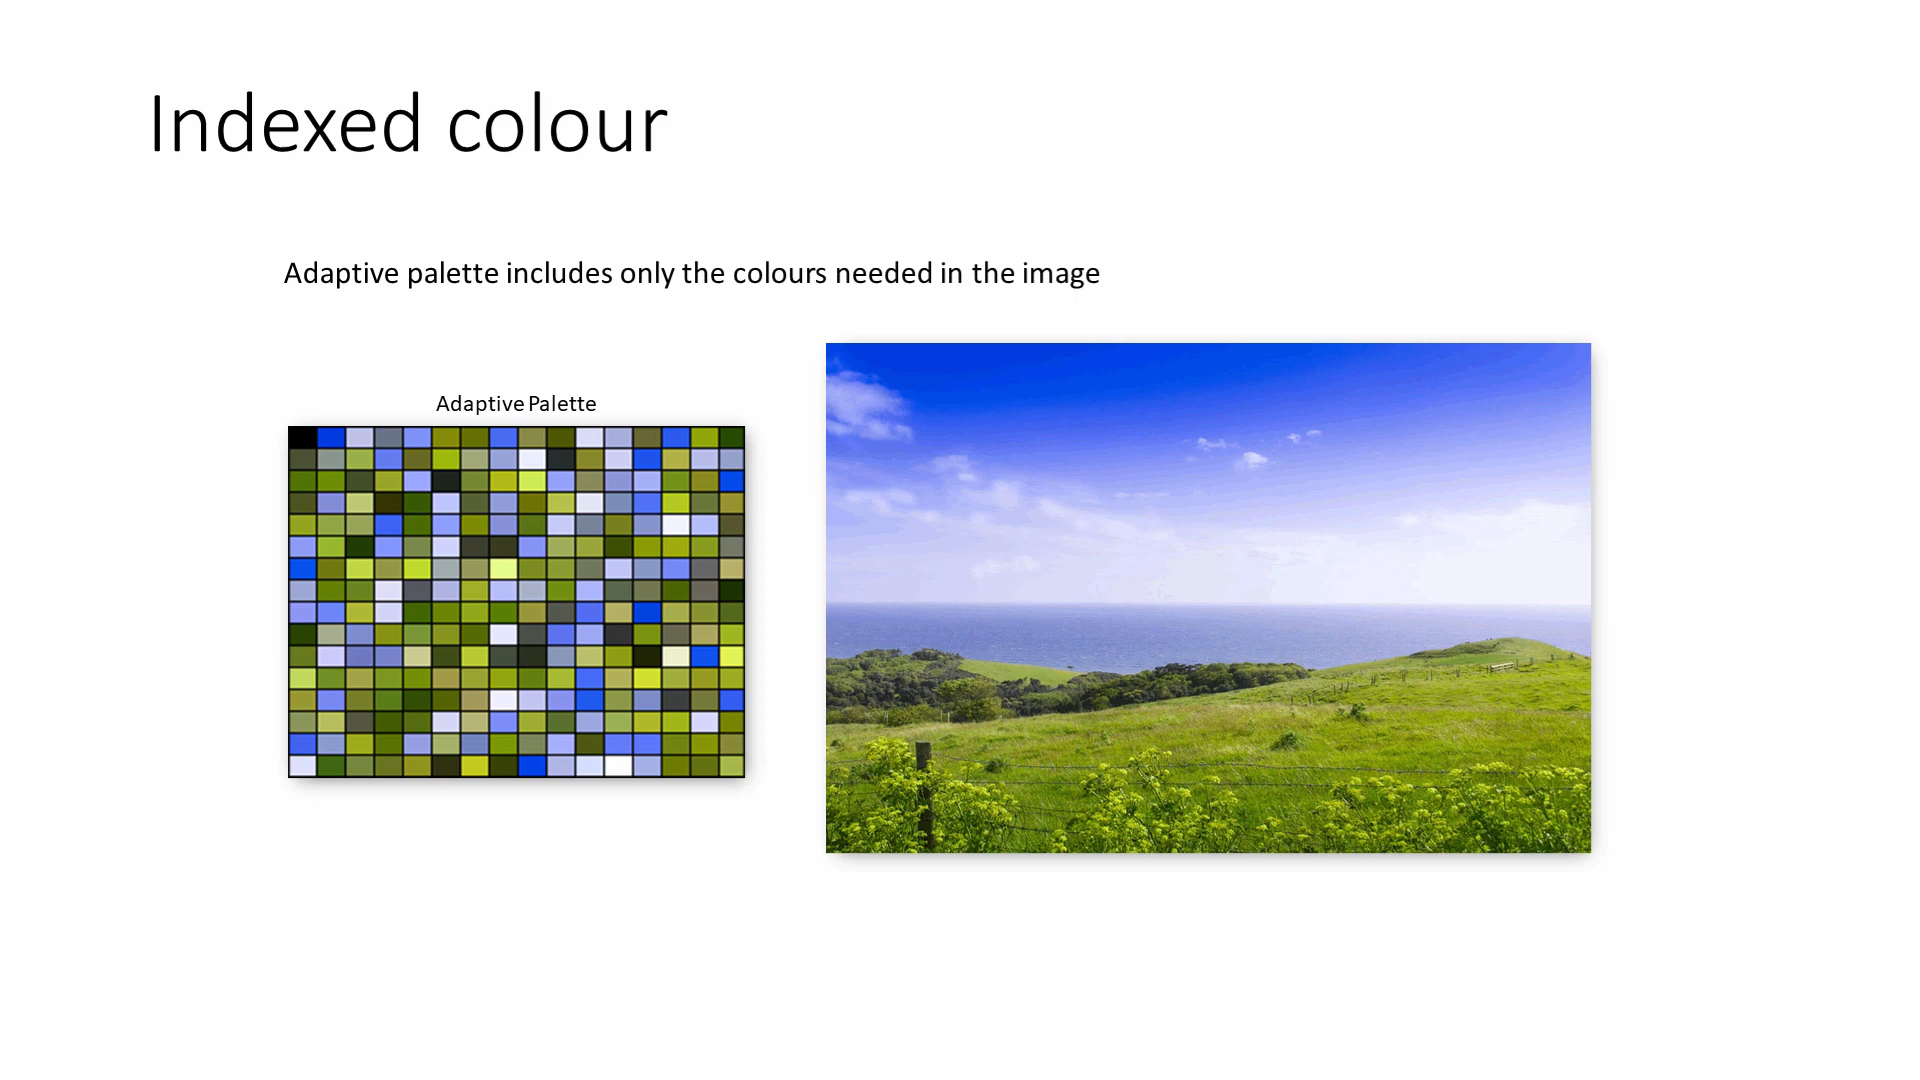 Indexed colour
Adaptive palette includes only the colours needed in the image
Adaptive Palette